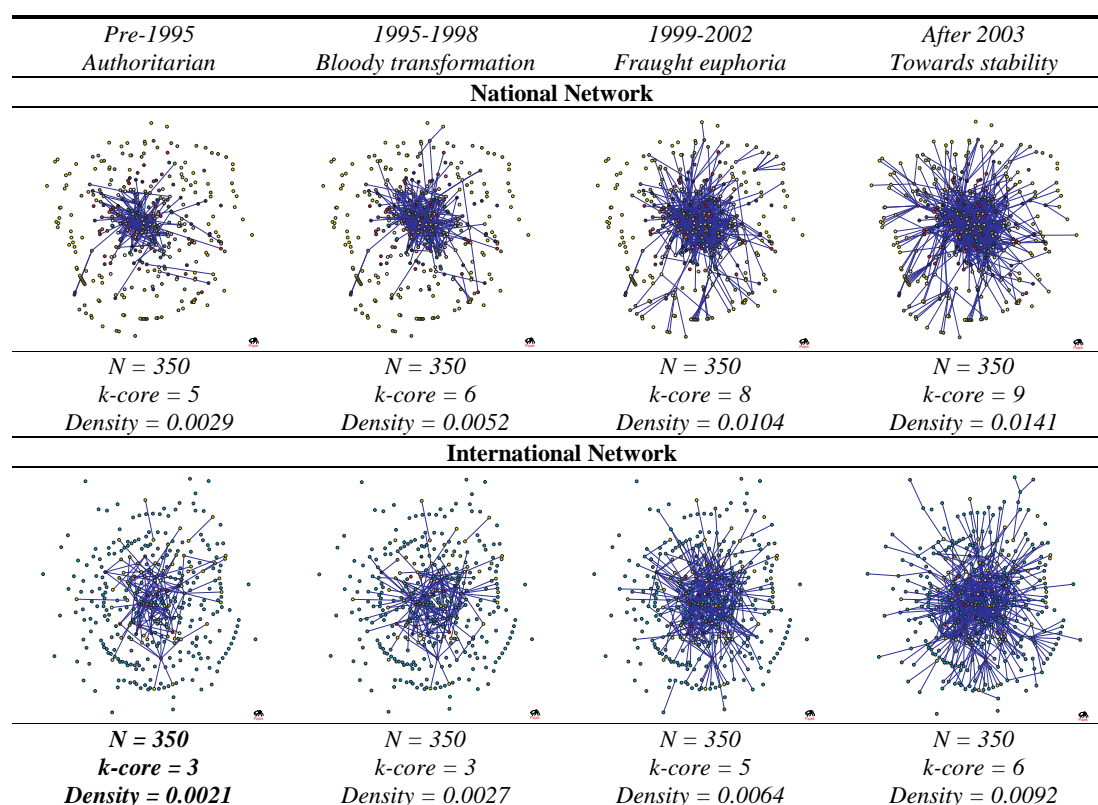 Pre-1995 1995-1998 1999-2002 After 2003
Authoritarian Bloody transformation Fraught euphoria Towards stability
National Network
N = 350 N = 350 N = 350 N = 350
k-core = 5 k-core = 6 k-core = 8 k-core = 9
Density = 0.0029 Density = 0.0052 Density = 0.0104 Density = 0.0141
International Network
N = 350 N = 350 N = 350 N = 350
k-core = 3 k-core = 3 k-core = 5 k-core = 6
Density = 0.0021 Density = 0.0027 Density = 0.0064 Density = 0.0092